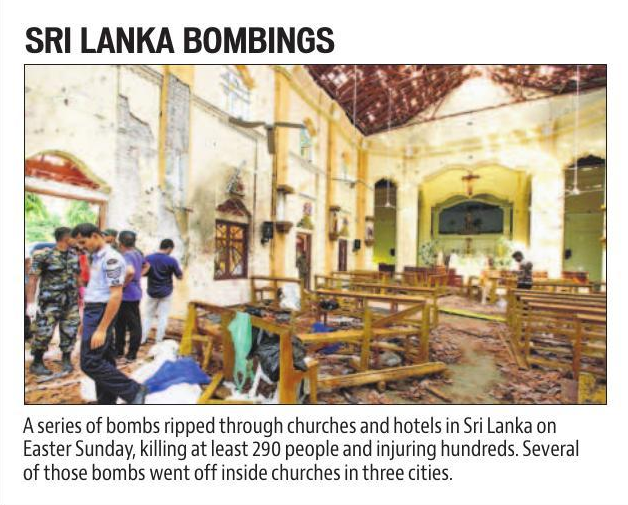 SRI LANKA BOMBINGS
A series of bombs ripped through churches and hotels in Sri Lanka on
Easter Sunday, killing at least 290 people and injuring hundreds. Several
of those bombs went off inside churches in three cities.